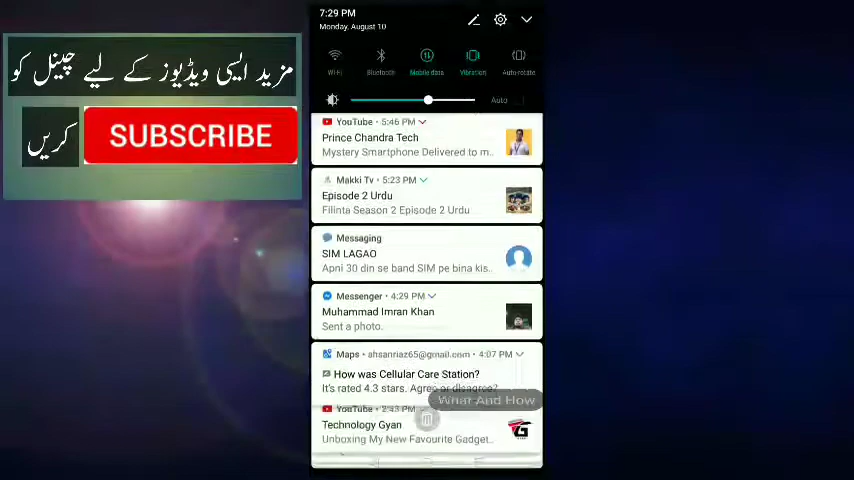 مزید ایسی ویڈیوز کے لیے چینل کو
SUBSCRIBE کریں
7:29 PM
Monday, August 10
Wi-Fi Bluetooth Mobile data Vibration Auto-rotate
Auto
YouTube • 5:46 PM
Prince Chandra Tech
Mystery Smartphone Delivered to m..
Makki Tv • 5:23 PM
Episode 2 Urdu
Filinta Season 2 Episode 2 Urdu
Messaging
SIM LAGAO
Apni 30 din se band SIM pe bina kis..
Messenger • 4:29 PM
Muhammad Imran Khan
Sent a photo.
Maps • ahsanriaz65@gmail.com • 4:07 PM
How was Cellular Care Station?
It's rated 4.3 stars. Agree or disagree?
What And How
YouTube • 2:43 PM
Technology Gyan
Unboxing My New Favourite Gadget..